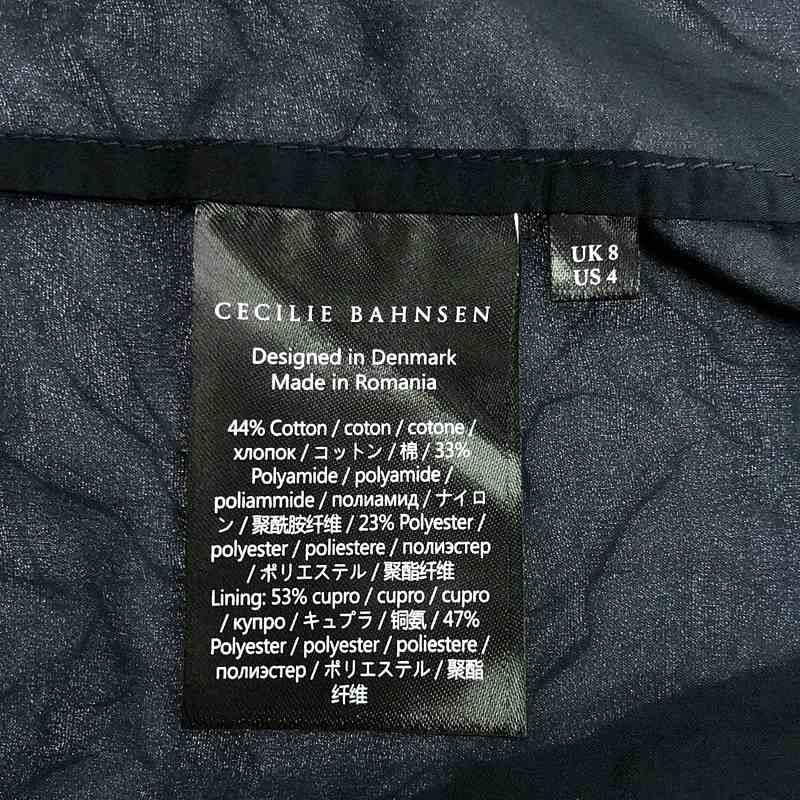 CECILIE BAHNSEN
Designed in Denmark
Made in Romania
44% Cotton / coton / cotone /
хлопок / コットン / 棉 / 33%
Polyamide / polyamide /
poliammide / полиамид / ナイロ
ン / 聚酰胺纤维 / 23% Polyester /
polyester / poliestere / полиэстер
/ ポリエステル / 聚酯纤维
Lining: 53% cupro / cupro / cupro
/ купро / キュプラ / 铜氨 / 47%
Polyester / polyester / poliestere /
полиэстер / ポリエステル / 聚酯
纤维
UK 8
US 4